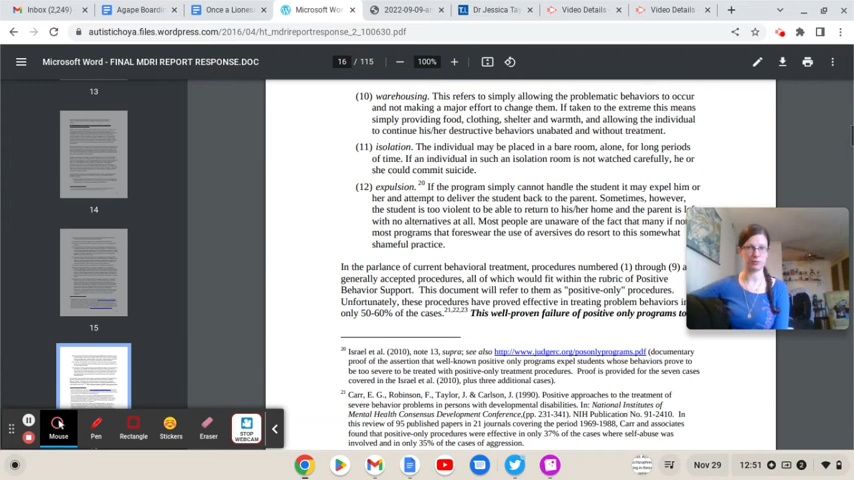 Inbox (2,249)
Agape Boardin
Once a Liones
Microsoft Wor
2022-09-09-a
Dr Jessica Tay
Video Details -
Video Details -
autistichoya.files.wordpress.com/2016/04/ht_mdrireportresponse_2_100630.pdf
Microsoft Word - FINAL MDRI REPORT RESPONSE.DOC
16 / 115
100%
13
14
15
(10) warehousing. This refers to simply allowing the problematic behaviors to occur
and not making a major effort to change them. If taken to the extreme this means
simply providing food, clothing, shelter and warmth, and allowing the individual
to continue his/her destructive behaviors unabated and without treatment.
(11) isolation. The individual may be placed in a bare room, alone, for long periods
of time. If an individual in such an isolation room is not watched carefully, he or
she could commit suicide.
(12) expulsion. 20 If the program simply cannot handle the student it may expel him or
her and attempt to deliver the student back to the parent. Sometimes, however,
the student is too violent to be able to return to his/her home and the parent is
with no alternatives at all. Most people are unaware of the fact that many if no
most programs that foreswear the use of aversives do resort to this somewhat
shameful practice.
In the parlance of current behavioral treatment, procedures numbered (1) through (9) a
generally accepted procedures, all of which would fit within the rubric of Positive
Behavior Support. This document will refer to them as "positive-only" procedures.
Unfortunately, these procedures have proved effective in treating problem behaviors i
only 50-60% of the cases.21,22,23 This well-proven failure of positive only programs to
20 Israel et al. (2010), note 13, supra; see also http://www.judgerc.org/posonlyprograms.pdf (documentary
proof of the assertion that well-known positive only programs expel students whose behaviors prove to
be too severe to be treated with positive-only treatment procedures. Proof is provided for the seven cases
covered in the Israel et al. (2010), plus three additional cases).
21 Carr, E. G., Robinson, F., Taylor, J. & Carlson, J. (1990). Positive approaches to the treatment of
severe behavior problems in persons with developmental disabilities. In: National Institutes of
Mental Health Consensus Development Conference,(pp. 231-341). NIH Publication No. 91-2410. In
this review of 95 published papers in 21 journals covering the period 1969-1988, Carr and associates
found that positive-only procedures were effective in only 37% of the cases where self-abuse was
involved and in only 35% of the cases of aggression.
Mouse
Pen
Rectangle
Stickers
Eraser
STOP
WEBCAM
Nov 29
12:51